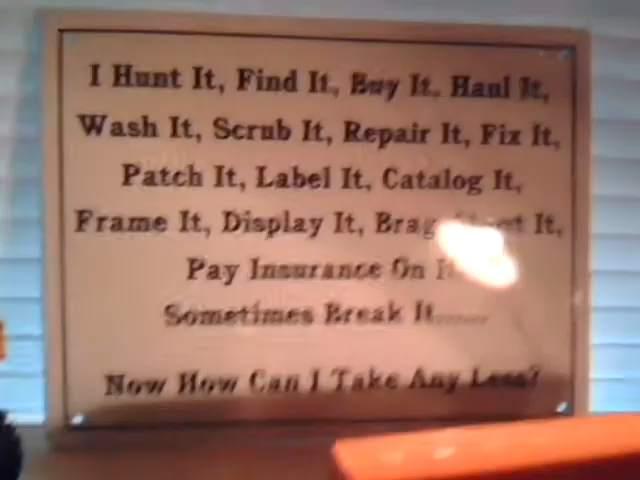 I Hunt It, Find It, Buy It, Haul It,
Wash It, Scrub It, Repair It, Fix It,
Patch It, Label It, Catalog It,
Frame It, Display It, Brag It,
Pay Insurance On It
Sometimes Break It......
Now How Can I Take Any Less?